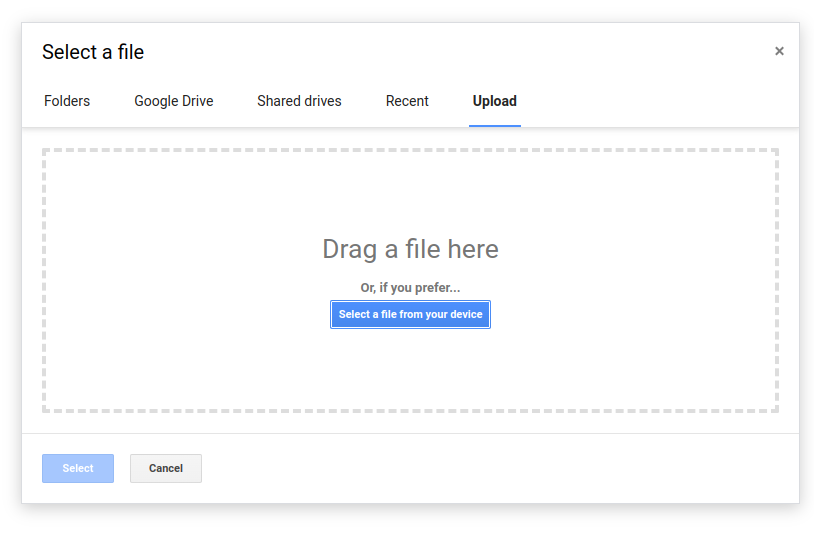 Select a file
×
Folders Google Drive Shared drives Recent Upload
Drag a file here
Or, if you prefer...
Select a file from your device
Select Cancel